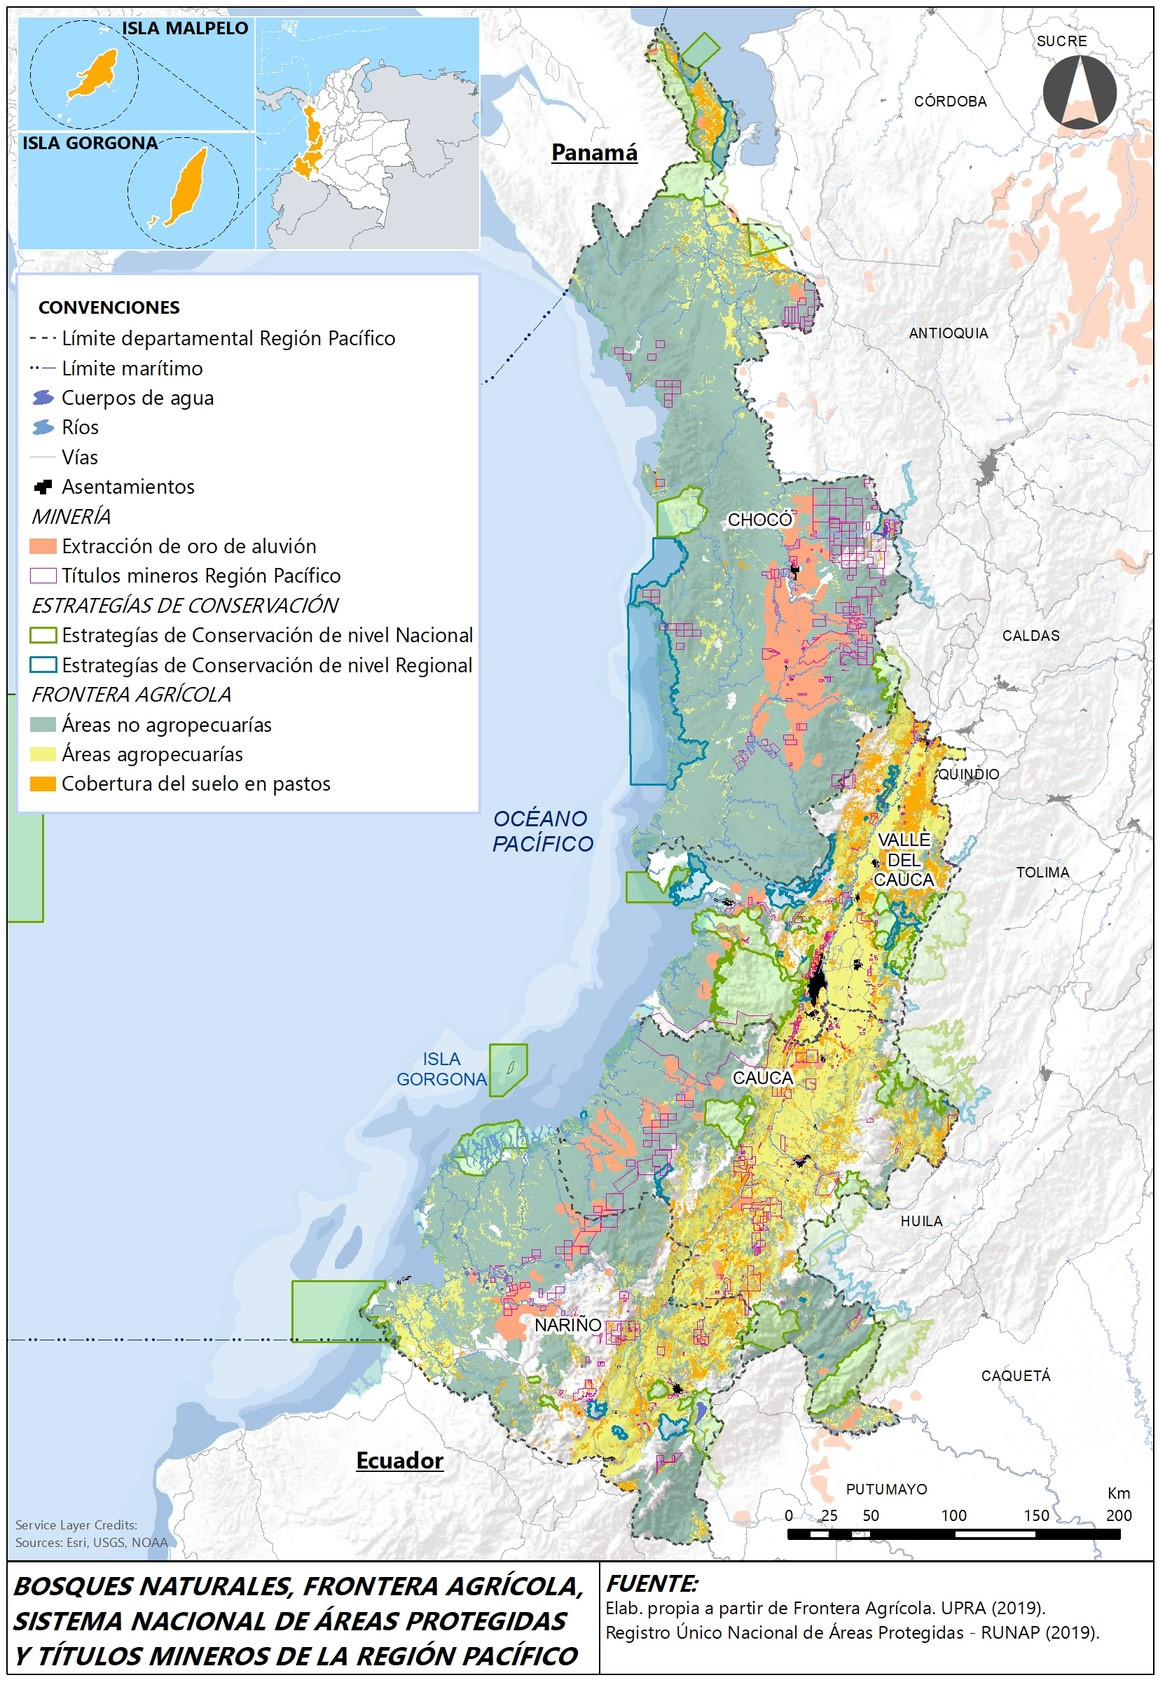 ISLA MALPELO
ISLA GORGONA
SUCRE
CÓRDOBA
Panamá
ANTIOQUIA
CONVENCIONES
Límite departamental Región Pacífico
Límite marítimo
Cuerpos de agua
Ríos
Vías
Asentamientos
MINERÍA
Extracción de oro de aluvión
Títulos mineros Región Pacífico
ESTRATEGÍAS DE CONSERVACIÓN
Estrategías de Conservación de nivel Nacional
Estrategías de Conservación de nivel Regional
FRONTERA AGRÍCOLA
Áreas no agropecuarías
Áreas agropecuarías
Cobertura del suelo en pastos
CHOCÓ
CALDAS
QUINDIO
OCÉANO
PACÍFICO
VALLE
DEL
CAUCA
TOLIMA
ISLA
GORGONA
CAUCA
HUILA
NARIÑO
CAQUETÁ
Ecuador
PUTUMAYO
Km
0 25 50 100 150 200
Service Layer Credits:
Sources: Esri, USGS, NOAA
BOSQUES NATURALES, FRONTERA AGRÍCOLA,
SISTEMA NACIONAL DE ÁREAS PROTEGIDAS
Y TÍTULOS MINEROS DE LA REGIÓN PACÍFICO
FUENTE:
Elab. propia a partir de Frontera Agrícola. UPRA (2019).
Registro Único Nacional de Áreas Protegidas - RUNAP (2019).